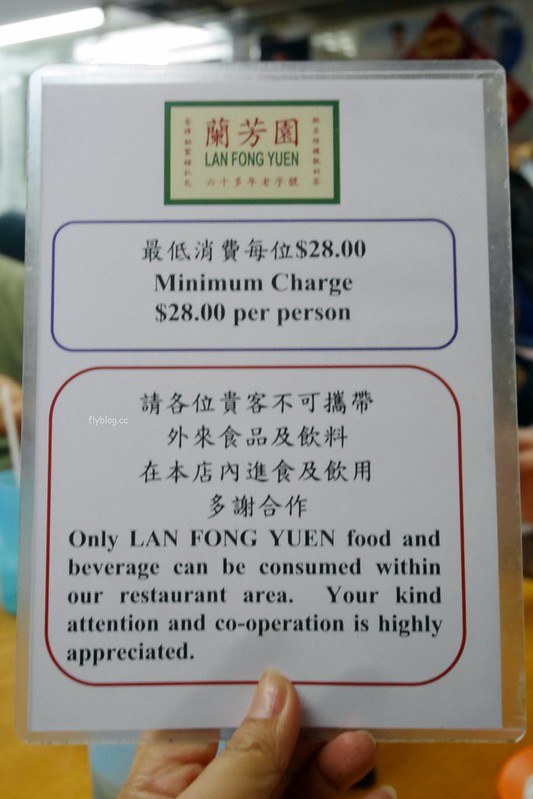 蘭芳園
LAN FONG YUEN
六十多年老字號
最低消費每位$28.00
Minimum Charge
$28.00 per person
請各位貴客不可攜帶
外來食品及飲料
在本店內進食及飲用
多謝合作
Only LAN FONG YUEN food and
beverage can be consumed within
our restaurant area. Your kind
attention and co-operation is highly
appreciated.
flyblog.cc